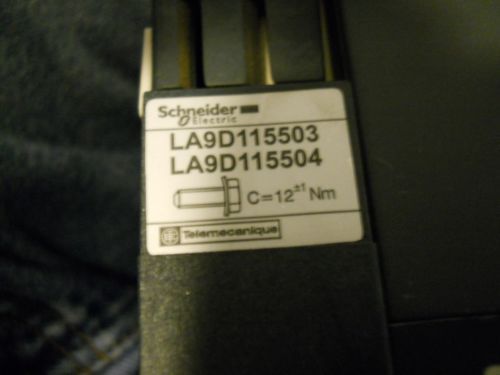 Schneider
Electric
LA9D115503
LA9D115504
C=12±1 Nm
Telemecanique